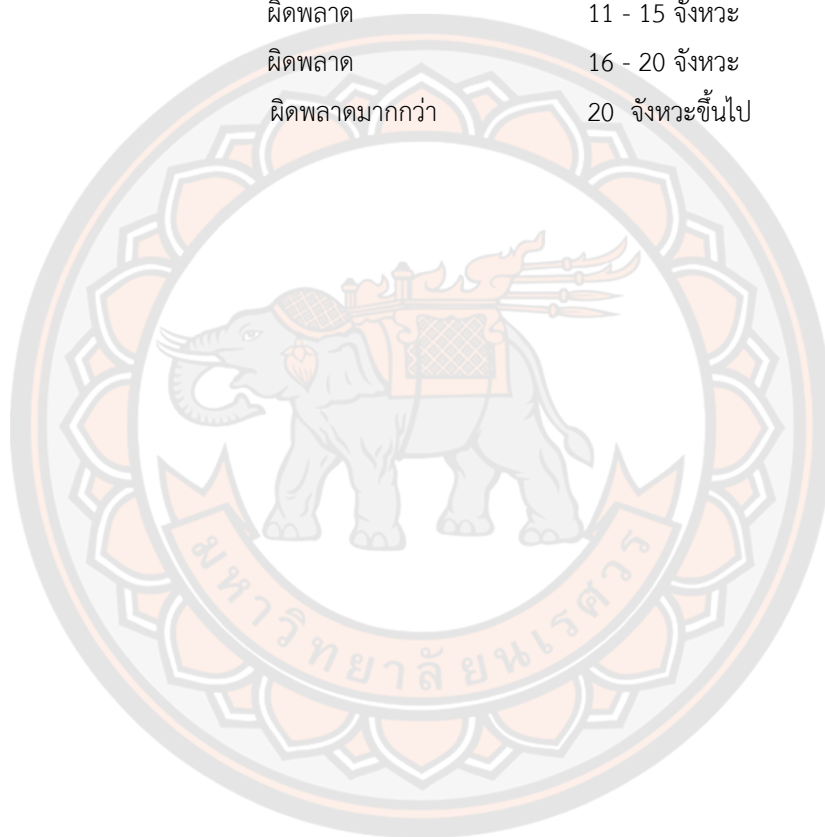 ผิดพลาด 11 - 15 จังหวะ
ผิดพลาด 16 - 20 จังหวะ
ผิดพลาดมากกว่า 20 จังหวะขึ้นไป
มหาวิทยาลัยนเรศวร